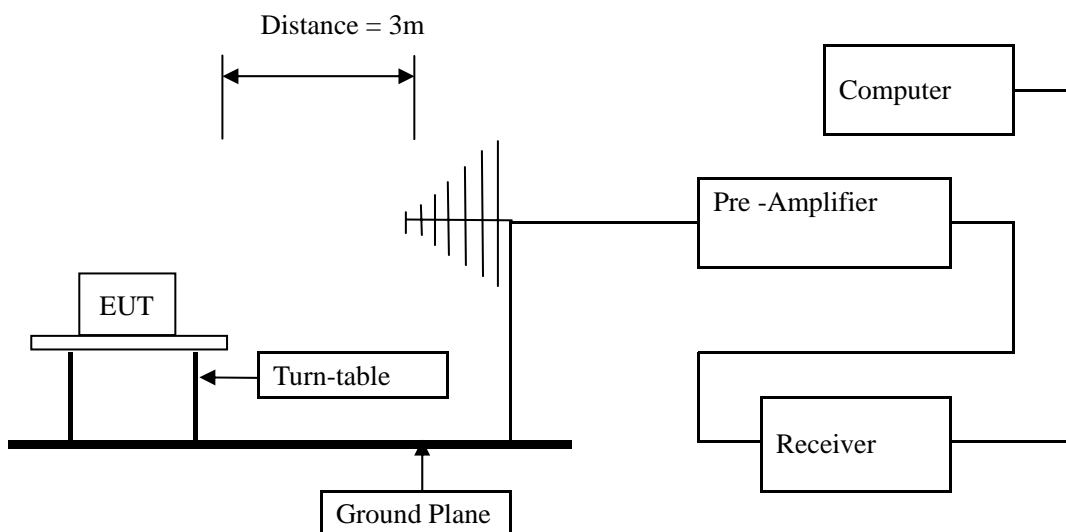 Distance = 3m
Computer
Pre -Amplifier
EUT
Turn-table
Receiver
Ground Plane